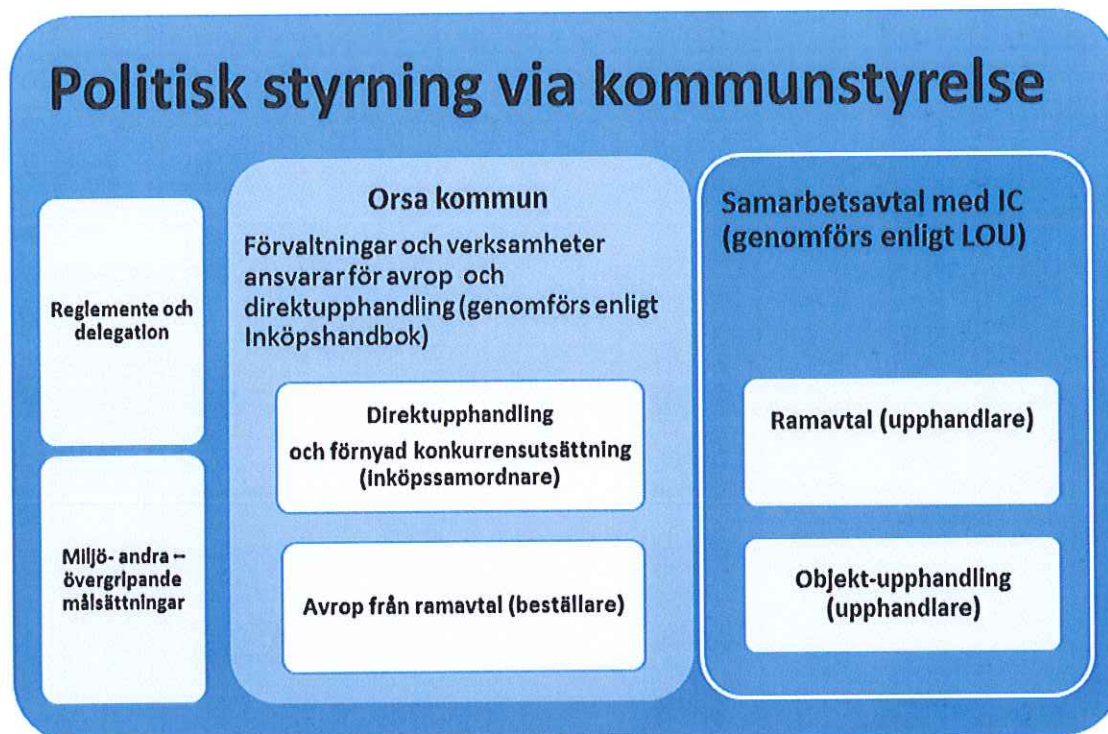 Politisk styrning via kommunstyrelse
Reglemente och
delegation
Miljö- andra –
övergripande
målsättningar
Orsa kommun
Förvaltningar och verksamheter
ansvarar för avrop och
direktupphandling (genomförs enligt
Inköpshandbok)
Direktupphandling
och förnyad konkurrensutsättning
(inköpssamordnare)
Avrop från ramavtal (beställare)
Samarbetsavtal med IC
(genomförs enligt LOU)
Ramavtal (upphandlare)
Objekt-upphandling
(upphandlare)